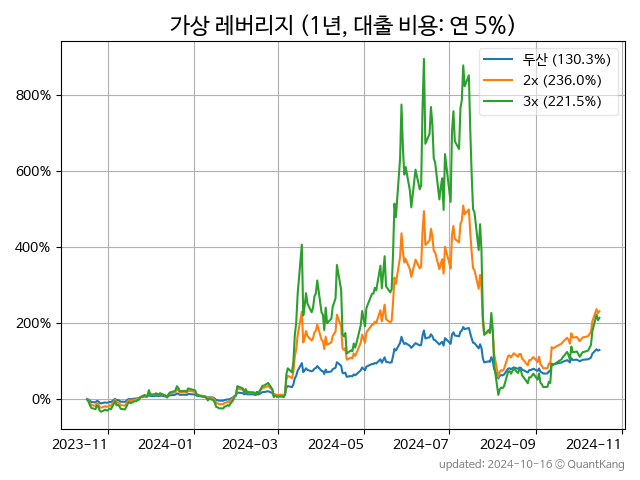 가상 레버리지 (1년, 대출 비용: 연 5%)
두산 (130.3%)
2x (236.0%)
3x (221.5%)
800%
600%
400%
200%
0%
2023-11
2024-01
2024-03
2024-05
2024-07
2024-09
2024-11
updated: 2024-10-16 © QuantKang